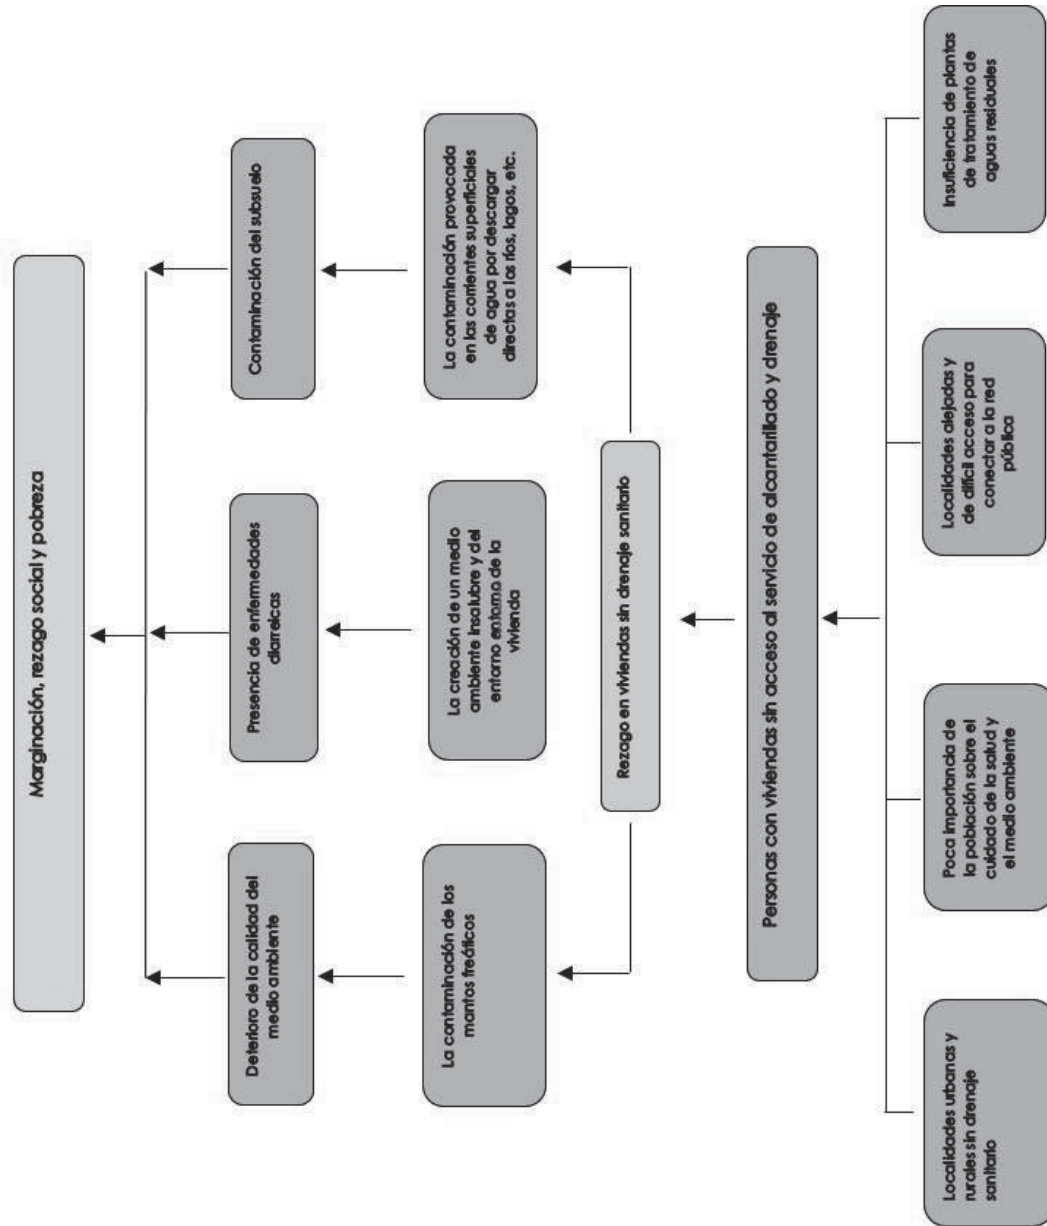 Marginación, rezago social y pobreza
Deterioro de la calidad del
medio ambiente
Presencia de enfermedades
diarreicas
Contaminación del subsuelo
La contaminación de los
mantos freáticos
La creación de un medio
ambiente insalubre y del
entorno entorno de la
vivienda
La contaminación provocada
en las corrientes superficiales
de agua por descargar
directas a los ríos, lagos, etc.
Rezago en viviendas sin drenaje sanitario
Personas con viviendas sin acceso al servicio de alcantarillado y drenaje
Localidades urbanas y
rurales sin drenaje
sanitario
Poca importancia de
la población sobre el
cuidado de la salud y
el medio ambiente
Localidades alejadas y
de difícil acceso para
conectar a la red
pública
Insuficiencia de plantas
de tratamiento de
aguas residuales